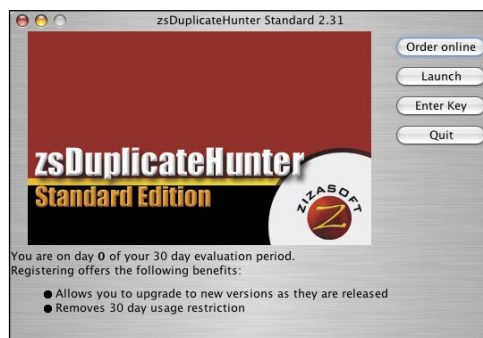 zsDuplicateHunter Standard 2.31
Order online
Launch
Enter Key
Quit
zsDuplicateHunter
Standard Edition
ZIZASOFT
Z
You are on day 0 of your 30 day evaluation period.
Registering offers the following benefits:
● Allows you to upgrade to new versions as they are released
● Removes 30 day usage restriction